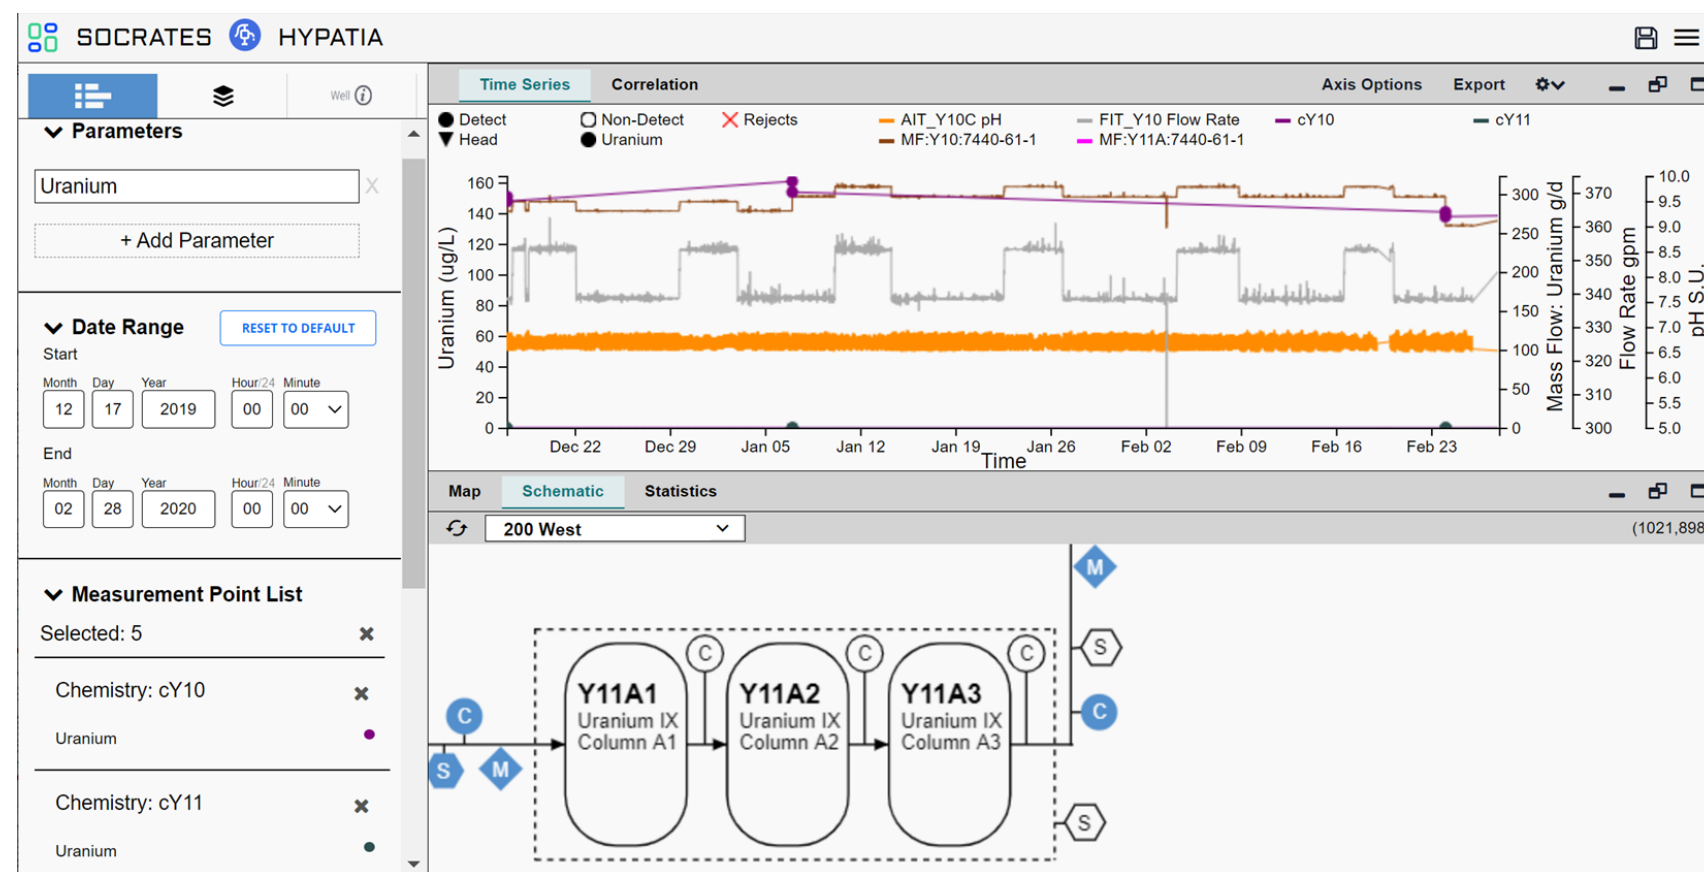 SOCRATES HYPATIA
Well i
Parameters
Uranium X
+ Add Parameter
Date Range RESET TO DEFAULT
Start
Month Day Year Hour/24 Minute
12 17 2019 00 00
End
Month Day Year Hour/24 Minute
02 28 2020 00 00
Measurement Point List
Selected: 5
Chemistry: cY10
Uranium
Chemistry: cY11
Uranium
Time Series Correlation Axis Options Export
Detect Non-Detect Rejects AIT_Y10C pH FIT_Y10 Flow Rate cY10 cY11
Head Uranium MF:Y10:7440-61-1 MF:Y11A:7440-61-1
Uranium (ug/L)
160
140
120
100
80
60
40
20
0
Dec 22 Dec 29 Jan 05 Jan 12 Jan 19 Jan 26 Feb 02 Feb 09 Feb 16 Feb 23
Time
300
250
200
150
100
50
0
Mass Flow: Uranium g/d
370
360
350
340
330
320
310
300
Flow Rate gpm
10.0
9.5
9.0
8.5
8.0
7.5
7.0
6.5
6.0
5.5
5.0
pH S.U.
Map Schematic Statistics
200 West (1021,898
M
S
C
C C C
Y11A1 Y11A2 Y11A3
Uranium IX Uranium IX Uranium IX
Column A1 Column A2 Column A3
C
S M
S